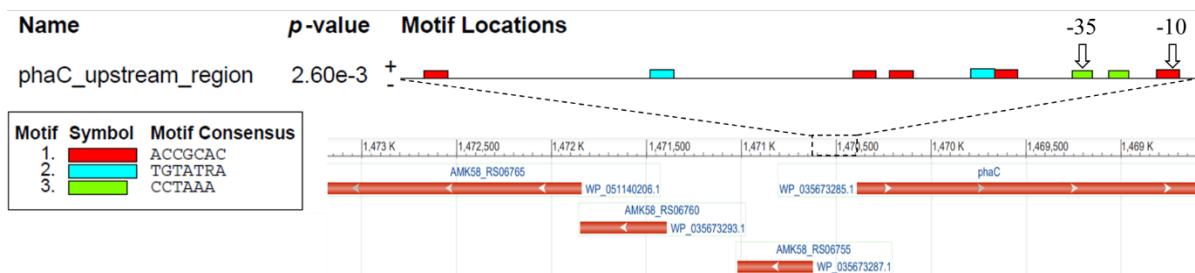 Name p-value Motif Locations
-35 -10
phaC_upstream_region 2.60e-3 + -
Motif Symbol Motif Consensus
1. ACCGCAC
2. TGTATRA
3. CCTAAA
1,473 K 1,472,500 1,472 K 1,471,500 1,471 K 1,470,500 1,470 K 1,469,500 1,469 K
AMK58_RS06765 phaC
WP_051140206.1 WP_035673285.1
AMK58_RS06760
WP_035673293.1
AMK58_RS06755
WP_035673287.1